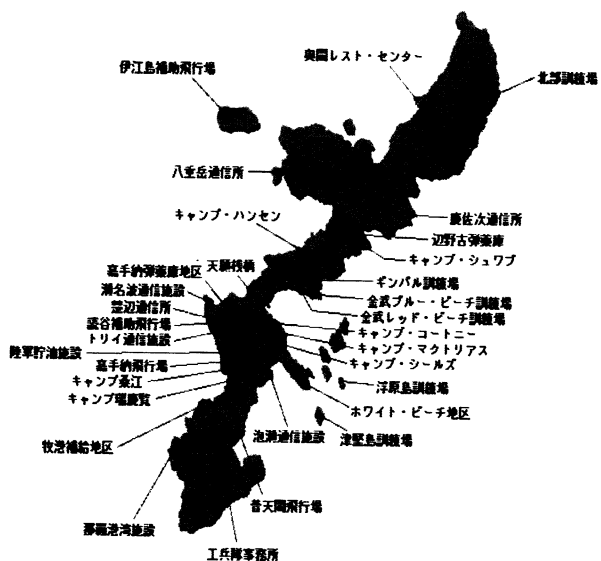 奥間レスト・センター
伊江島補助飛行場
北部訓練場
八重岳通信所
キャンプ・ハンセン
慶佐次通信所
辺野古弾薬庫
キャンプ・シュワブ
天願桟橋
嘉手納弾薬庫地区
ギンバル訓練場
瀬名波通信施設
金武ブルー・ビーチ訓練場
楚辺通信所
金武レッド・ビーチ訓練場
読谷補助飛行場
キャンプ・コートニー
トリイ通信施設
キャンプ・マクトリアス
陸軍貯油施設
キャンプ・シールズ
嘉手納飛行場
キャンプ桑江
浮原島訓練場
キャンプ瑞慶覧
ホワイト・ビーチ地区
泡瀬通信施設
津堅島訓練場
牧港補給地区
普天間飛行場
那覇港湾施設
工兵隊事務所